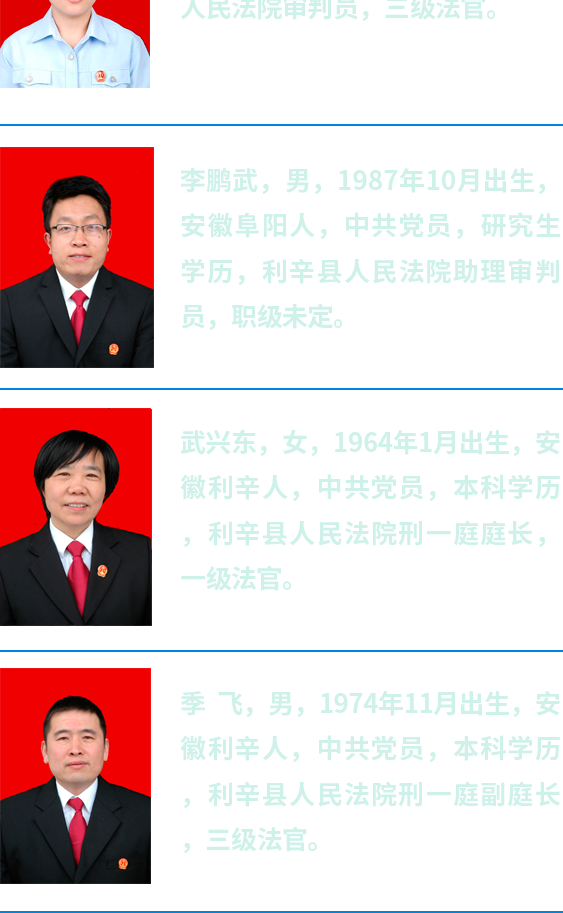 人民法院审判员，三级法官。
李鹏武，男，1987年10月出生，
安徽阜阳人，中共党员，研究生
学历，利辛县人民法院助理审判
员，职级未定。
武兴东，女，1964年1月出生，安
徽利辛人，中共党员，本科学历
，利辛县人民法院刑一庭庭长，
一级法官。
季 飞，男，1974年11月出生，安
徽利辛人，中共党员，本科学历
，利辛县人民法院刑一庭副庭长
，三级法官。